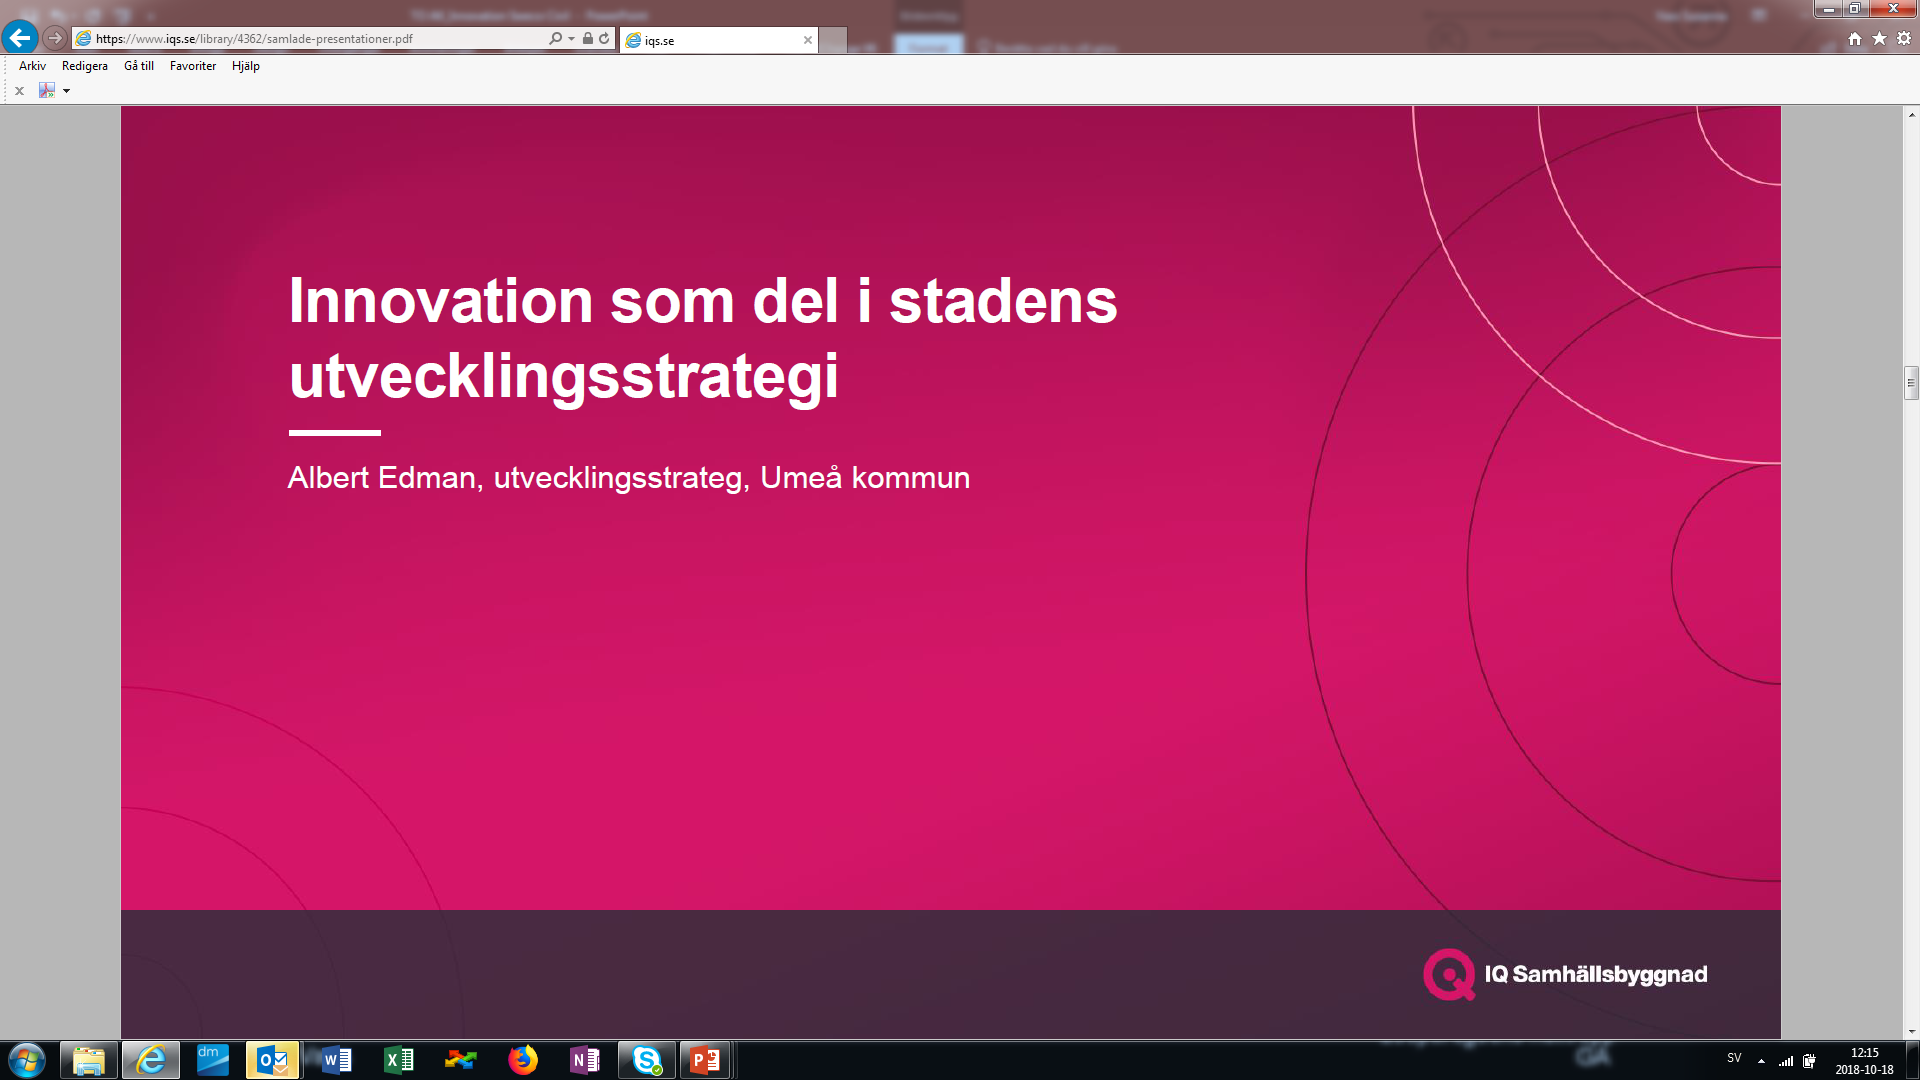 https://www.iqs.se/library/4362/samlade-presentationer.pdf
iqs.se
Arkiv Redigera Gå till Favoriter Hjälp
Innovation som del i stadens
utvecklingsstrategi
Albert Edman, utvecklingsstrateg, Umeå kommun
IQ Samhällsbyggnad
dm
SV
12:15
2018-10-18